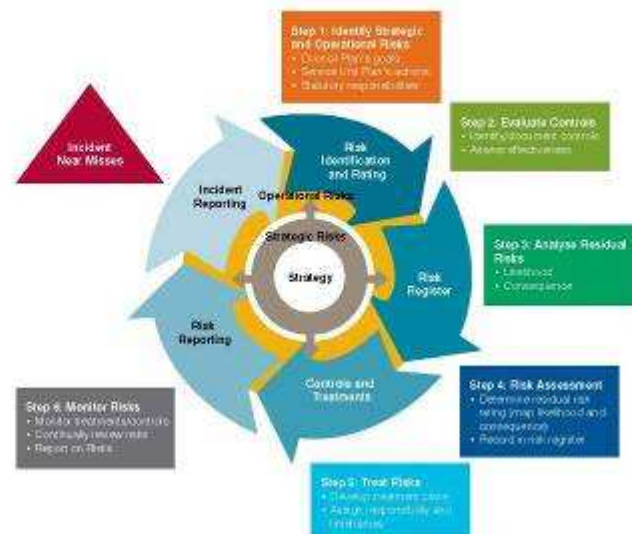 Step 1: Identify Strategic
and Operational Risks
• Council Plan's goals
• Service Unit Plan's actions
• Statutory responsibilities
Step 2: Evaluate Controls
• Identify/document controls
• Assess effectiveness
Incident
Near Misses
Risk
Identification
and Rating
Incident
Reporting
Operational Risks
Strategic Risks
Strategy
Step 3: Analyse Residual
Risks
• Likelihood
• Consequence
Risk
Register
Risk
Reporting
Controls and
Treatments
Step 4: Risk Assessment
• Determine residual risk
rating (map likelihood and
consequence)
• Record in risk register
Step 6: Monitor Risks
• Monitor treatments/controls
• Continually review risks
• Report on Risks
Step 5: Treat Risks
• Develop treatment plans
• Assign responsibility and
timeframes